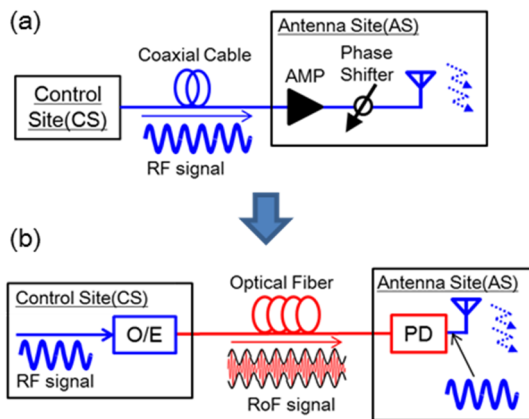 (a)
Antenna Site(AS)
Coaxial Cable
Phase
Shifter
AMP
Control
Site(CS)
RF signal
(b)
Control Site(CS)
Optical Fiber
Antenna Site(AS)
O/E
PD
RF signal
RoF signal